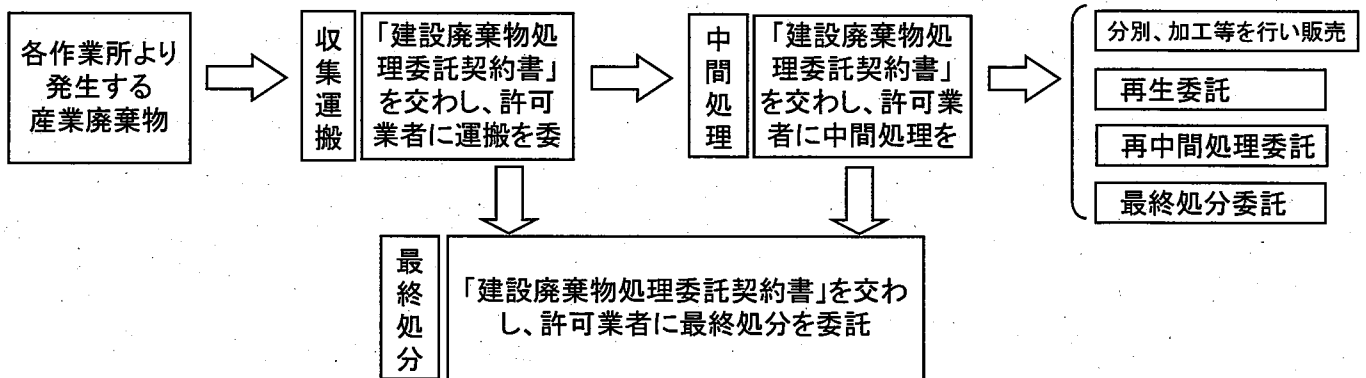 各作業所より
発生する
産業廃棄物
収集運搬
「建設廃棄物処
理委託契約書」
を交わし、許可
業者に運搬を委
中間処理
「建設廃棄物処
理委託契約書」
を交わし、許可業
者に中間処理を
分別、加工等を行い販売
再生委託
再中間処理委託
最終処分委託
最終処分
「建設廃棄物処理委託契約書」を交わ
し、許可業者に最終処分を委託